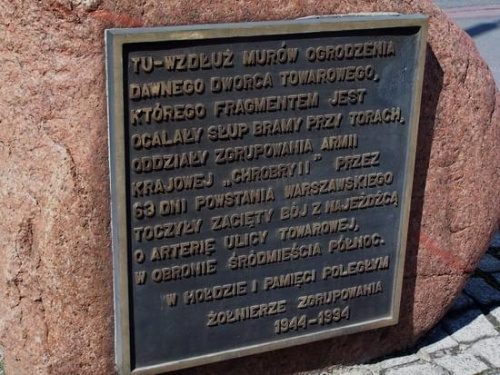 TU-WZDŁUŻ MURÓW OGRODZENIA
DAWNEGO DWORCA TOWAROWEGO,
KTÓREGO FRAGMENTEM JEST
OCALAŁY SŁUP BRAMY PRZY TORACH,
ODDZIAŁY ZGRUPOWANIA ARMII
KRAJOWEJ „CHROBRY II" PRZEZ
63 DNI POWSTANIA WARSZAWSKIEGO
TOCZYŁY ZACIĘTY BÓJ Z NAJEŹDŹCĄ
O ARTERIĘ ULICY TOWAROWEJ,
W OBRONIE ŚRÓDMIEŚCIA PÓŁNOC.
W HOŁDZIE I PAMIĘCI POLEGŁYM
ŻOŁNIERZE ZGRUPOWANIA
1944-1994